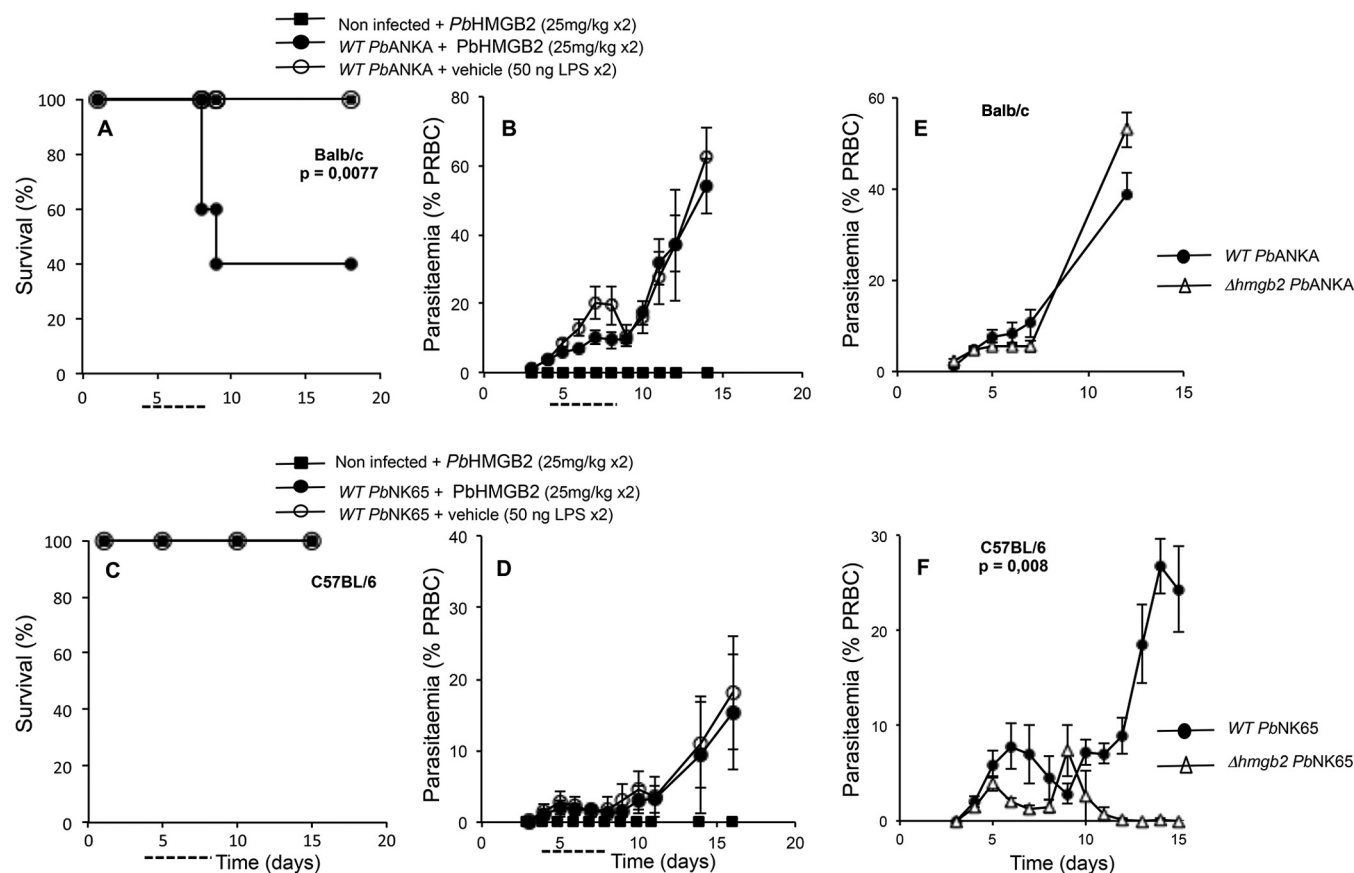 Non infected + PbHMGB2 (25mg/kg x2)
WT PbANKA + PbHMGB2 (25mg/kg x2)
WT PbANKA + vehicle (50 ng LPS x2)
A
Balb/c
p = 0,0077
Survival (%)
100
80
60
40
20
0
0 5 10 15 20
B
Parasitaemia (% PRBC)
80
60
40
20
0
0 5 10 15 20
E
Balb/c
Parasitaemia (% PRBC)
60
40
20
0
0 5 10 15
WT PbANKA
Δhmgb2 PbANKA
Non infected + PbHMGB2 (25mg/kg x2)
WT PbNK65 + PbHMGB2 (25mg/kg x2)
WT PbNK65 + vehicle (50 ng LPS x2)
C
C57BL/6
Survival (%)
100
80
60
40
20
0
0 5 10 15 20
Time (days)
D
Parasitaemia (% PRBC)
40
30
20
10
0
0 5 10 15 20
Time (days)
F
C57BL/6
p = 0,008
Parasitaemia (% PRBC)
30
20
10
0
0 5 10 15
Time (days)
WT PbNK65
Δhmgb2 PbNK65